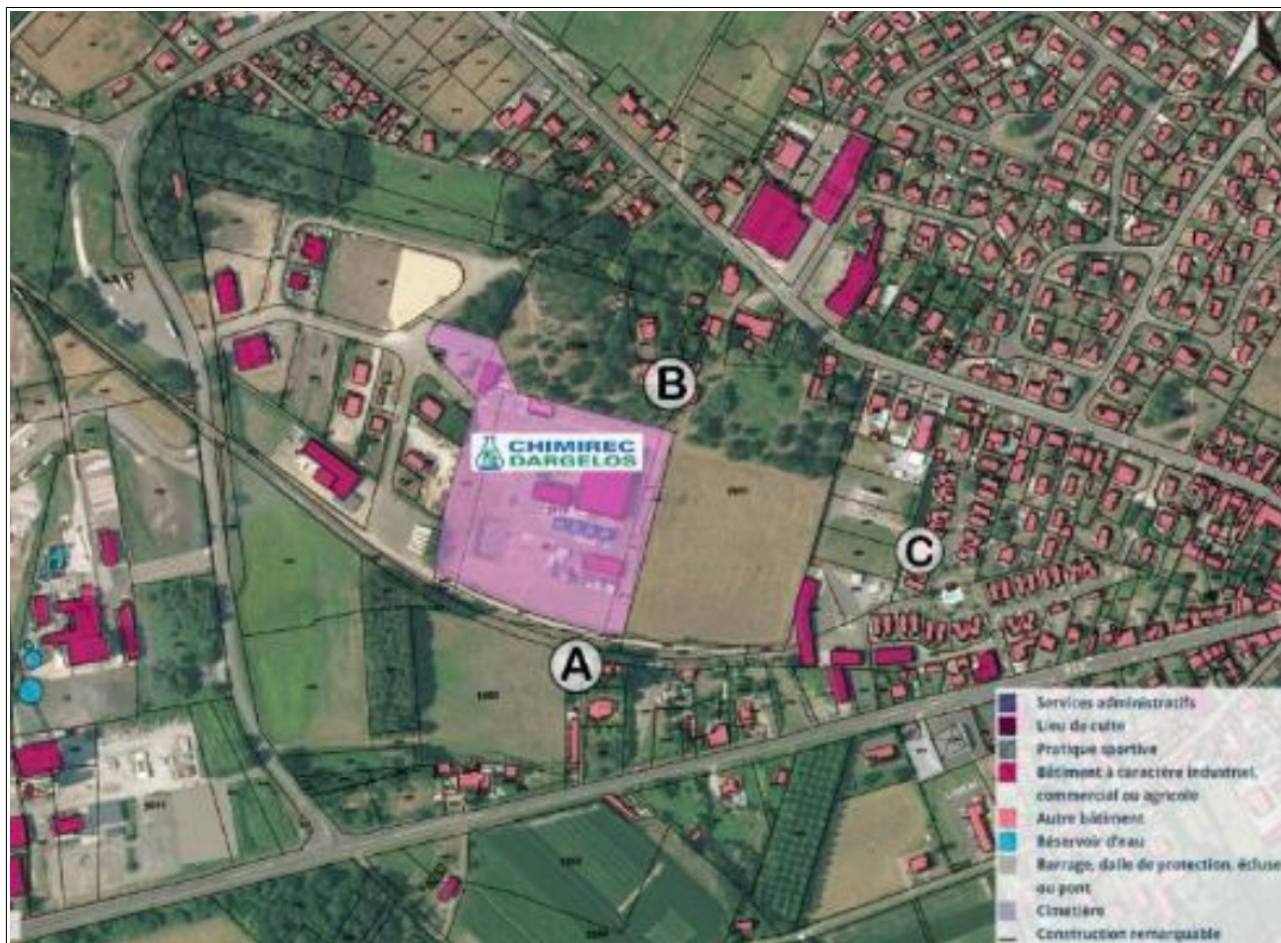 B
CHIMIREC
DARGELOS
C
A
Services administratifs
Lieu de culte
Pratique sportive
Bâtiment à caractère industriel,
commercial ou agricole
Autre bâtiment
Réservoir d'eau
Barrage, dalle de protection, écluse
ou pont
Cimetière
Construction remarquable